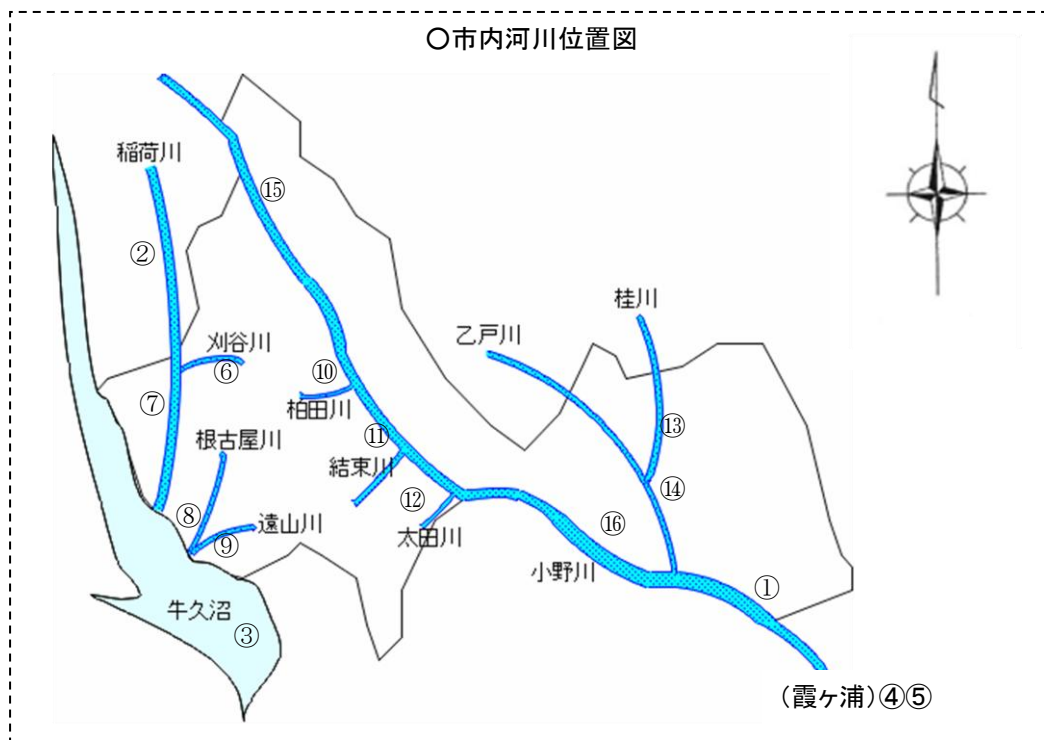 〇市内河川位置図
稲荷川
⑮
②
桂川
乙戸川
刈谷川
⑥
⑩
⑦
柏田川
⑬
⑪
根古屋川
結束川
⑭
⑫
⑧
遠山川
⑯
太田川
⑨
小野川
①
牛久沼
③
(霞ヶ浦)④⑤